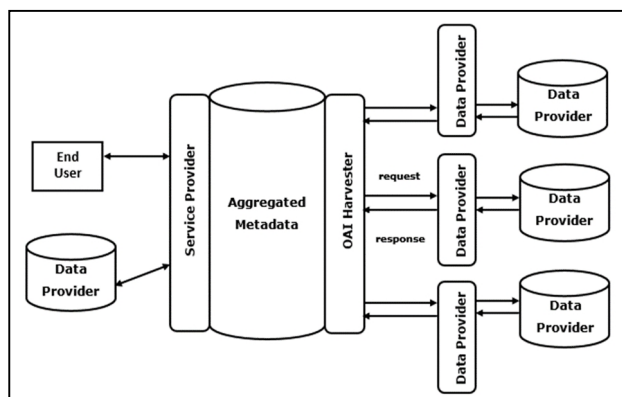 End
User
Data
Provider
Service Provider
Aggregated
Metadata
OAI Harvester
request
response
Data Provider
Data
Provider
Data Provider
Data
Provider
Data Provider
Data
Provider